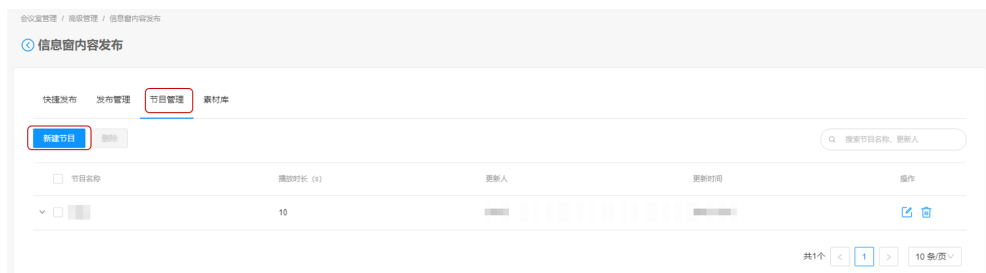 会议室管理 / 高级管理 / 信息窗内容发布
信息窗内容发布
快捷发布 发布管理 节目管理 素材库
新建节目 删除 搜索节目名称、更新人
节目名称 播放时长 (s) 更新人 更新时间 操作
10
共1个 < 1 > 10 条/页